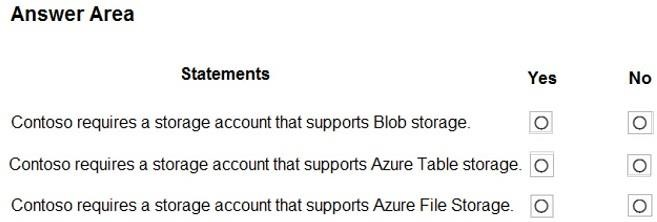 Answer Area
Statements Yes No
Contoso requires a storage account that supports Blob storage.
Contoso requires a storage account that supports Azure Table storage.
Contoso requires a storage account that supports Azure File Storage.